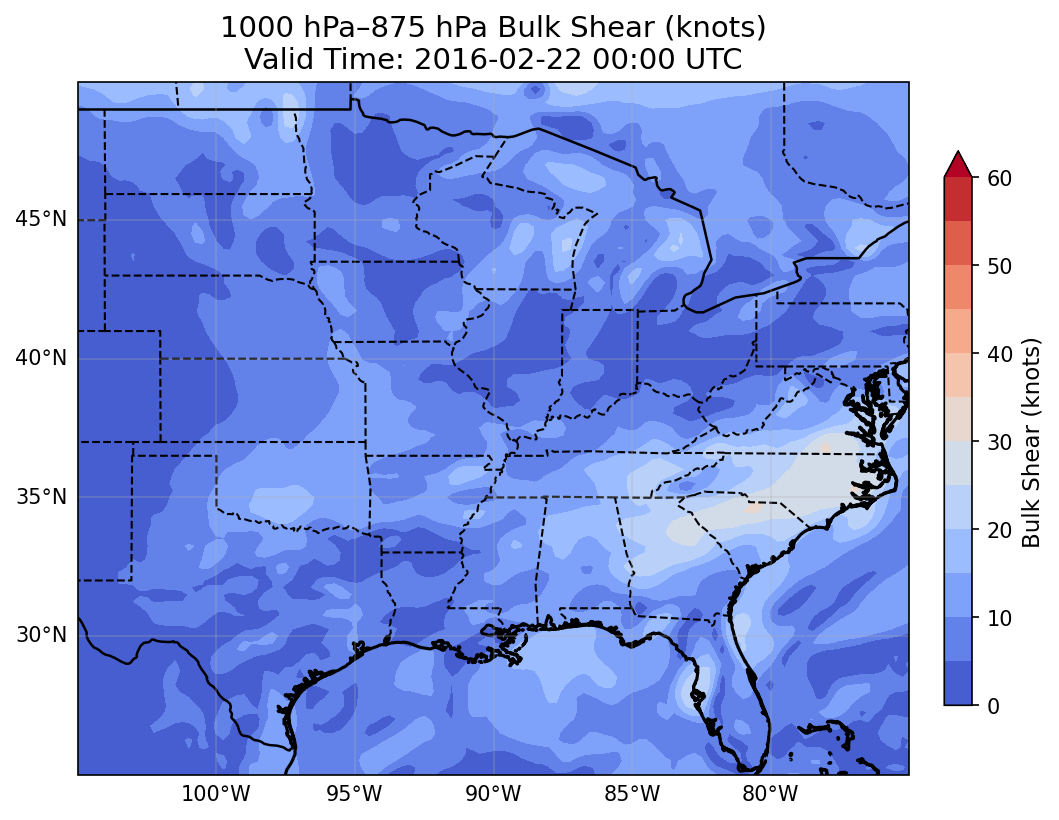 1000 hPa–875 hPa Bulk Shear (knots)
Valid Time: 2016-02-22 00:00 UTC
45°N
40°N
35°N
30°N
100°W
95°W
90°W
85°W
80°W
60
50
40
30
20
10
0
Bulk Shear (knots)